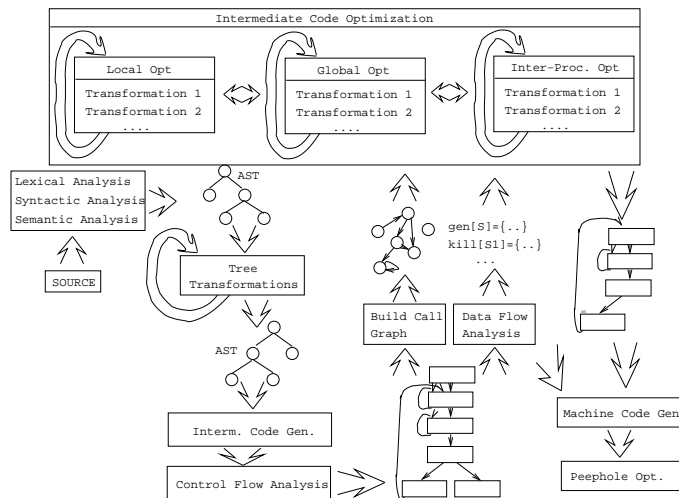 Intermediate Code Optimization
Local Opt
Transformation 1
Transformation 2
....
Global Opt
Transformation 1
Transformation 2
....
Inter-Proc. Opt
Transformation 1
Transformation 2
....
Lexical Analysis
Syntactic Analysis
Semantic Analysis
SOURCE
AST
Tree
Transformations
AST
Interm. Code Gen.
Control Flow Analysis
Build Call
Graph
gen[S]={..}
kill[S1]={..}
...
Data Flow
Analysis
Machine Code Gen
Peephole Opt.